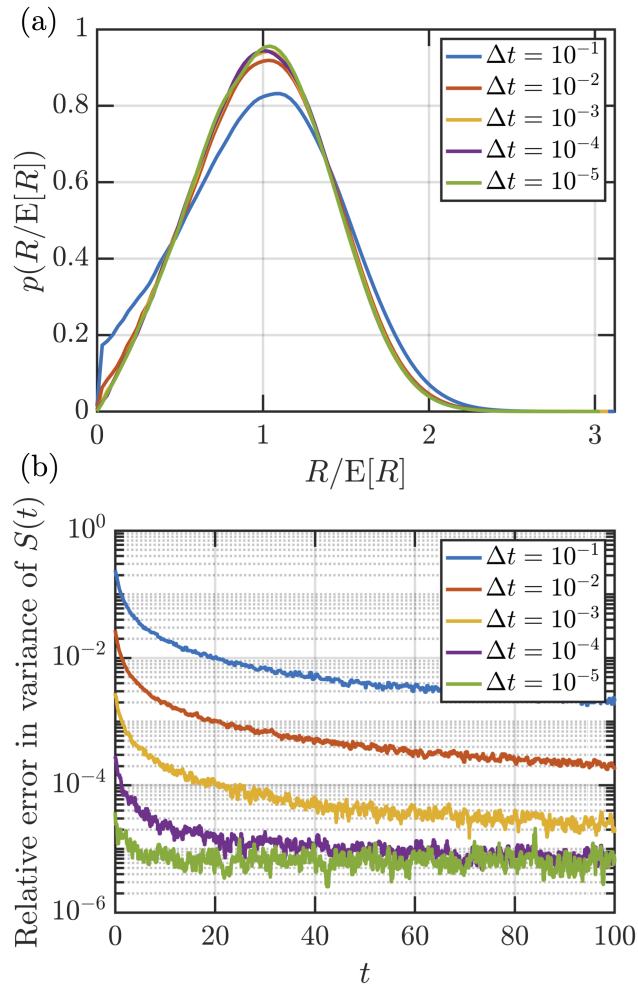 (a)
1
0.8
0.6
0.4
0.2
0
p(R/E[R])
Δt = 10⁻¹
Δt = 10⁻²
Δt = 10⁻³
Δt = 10⁻⁴
Δt = 10⁻⁵
0 1 2 3
R/E[R]
(b)
Relative error in variance of S(t)
10⁰
10⁻²
10⁻⁴
10⁻⁶
Δt = 10⁻¹
Δt = 10⁻²
Δt = 10⁻³
Δt = 10⁻⁴
Δt = 10⁻⁵
0 20 40 60 80 100
t